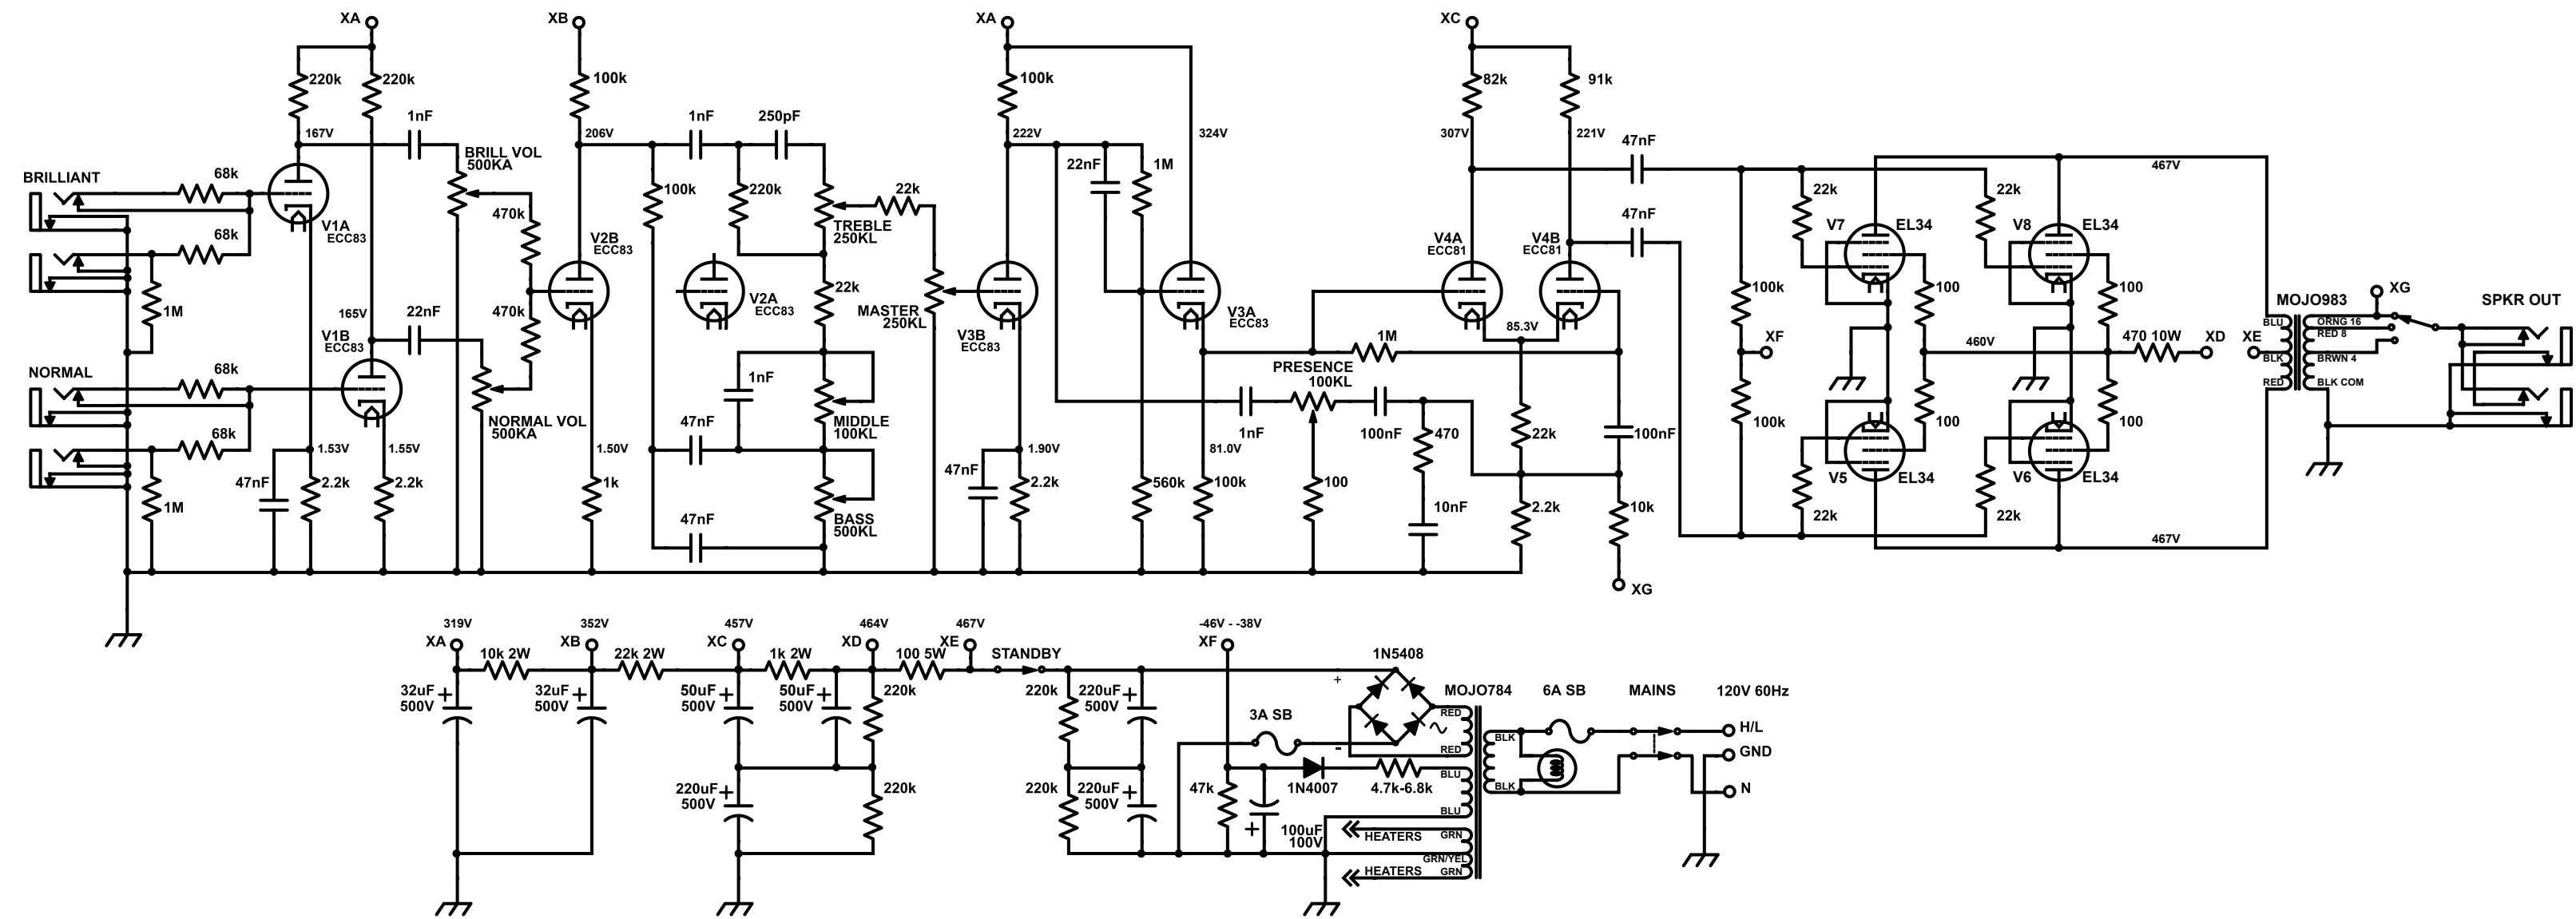 XA
XB
XA
XC
220k
220k
100k
100k
82k
91k
167V
1nF
206V
1nF
250pF
222V
324V
307V
221V
47nF
BRILL VOL
500KA
22nF
1M
467V
BRILLIANT
68k
100k
220k
22k
22k
22k
470k
47nF
V7
EL34
V8
EL34
V1A
ECC83
TREBLE
250KL
68k
V2B
ECC83
V4A
ECC81
V4B
ECC81
22k
100k
100
100
1M
V2A
ECC83
MASTER
250KL
165V
22nF
470k
V3A
ECC83
V3B
ECC83
85.3V
MOJO983
XG
SPKR OUT
V1B
ECC83
1M
XF
460V
470 10W
XD
XE
BLU
BLK
RED
ORNG 16
RED 8
BRWN 4
BLK COM
NORMAL
68k
1nF
PRESENCE
100KL
NORMAL VOL
500KA
47nF
MIDDLE
100KL
1nF
100nF
470
22k
100nF
100k
100
100
68k
1.53V
1.55V
1.50V
1.90V
81.0V
47nF
2.2k
2.2k
1k
47nF
2.2k
560k
100k
100
V5
EL34
V6
EL34
1M
47nF
BASS
500KL
10nF
2.2k
10k
22k
22k
467V
XG
319V
352V
457V
464V
467V
-46V - -38V
XA
XB
XC
XD
XE
XF
10k 2W
22k 2W
1k 2W
100 5W
STANDBY
1N5408
+
32uF
500V
+
32uF
500V
+
50uF
500V
+
50uF
500V
+
220k
220k
220uF
500V
+
MOJO784
6A SB
MAINS
120V 60Hz
3A SB
RED
RED
-
BLK
BLK
H/L
GND
N
220uF
500V
+
220k
220k
220uF
500V
+
47k
1N4007
4.7k-6.8k
BLU
BLU
+
100uF
100V
HEATERS
GRN
GRN/YEL
HEATERS
GRN